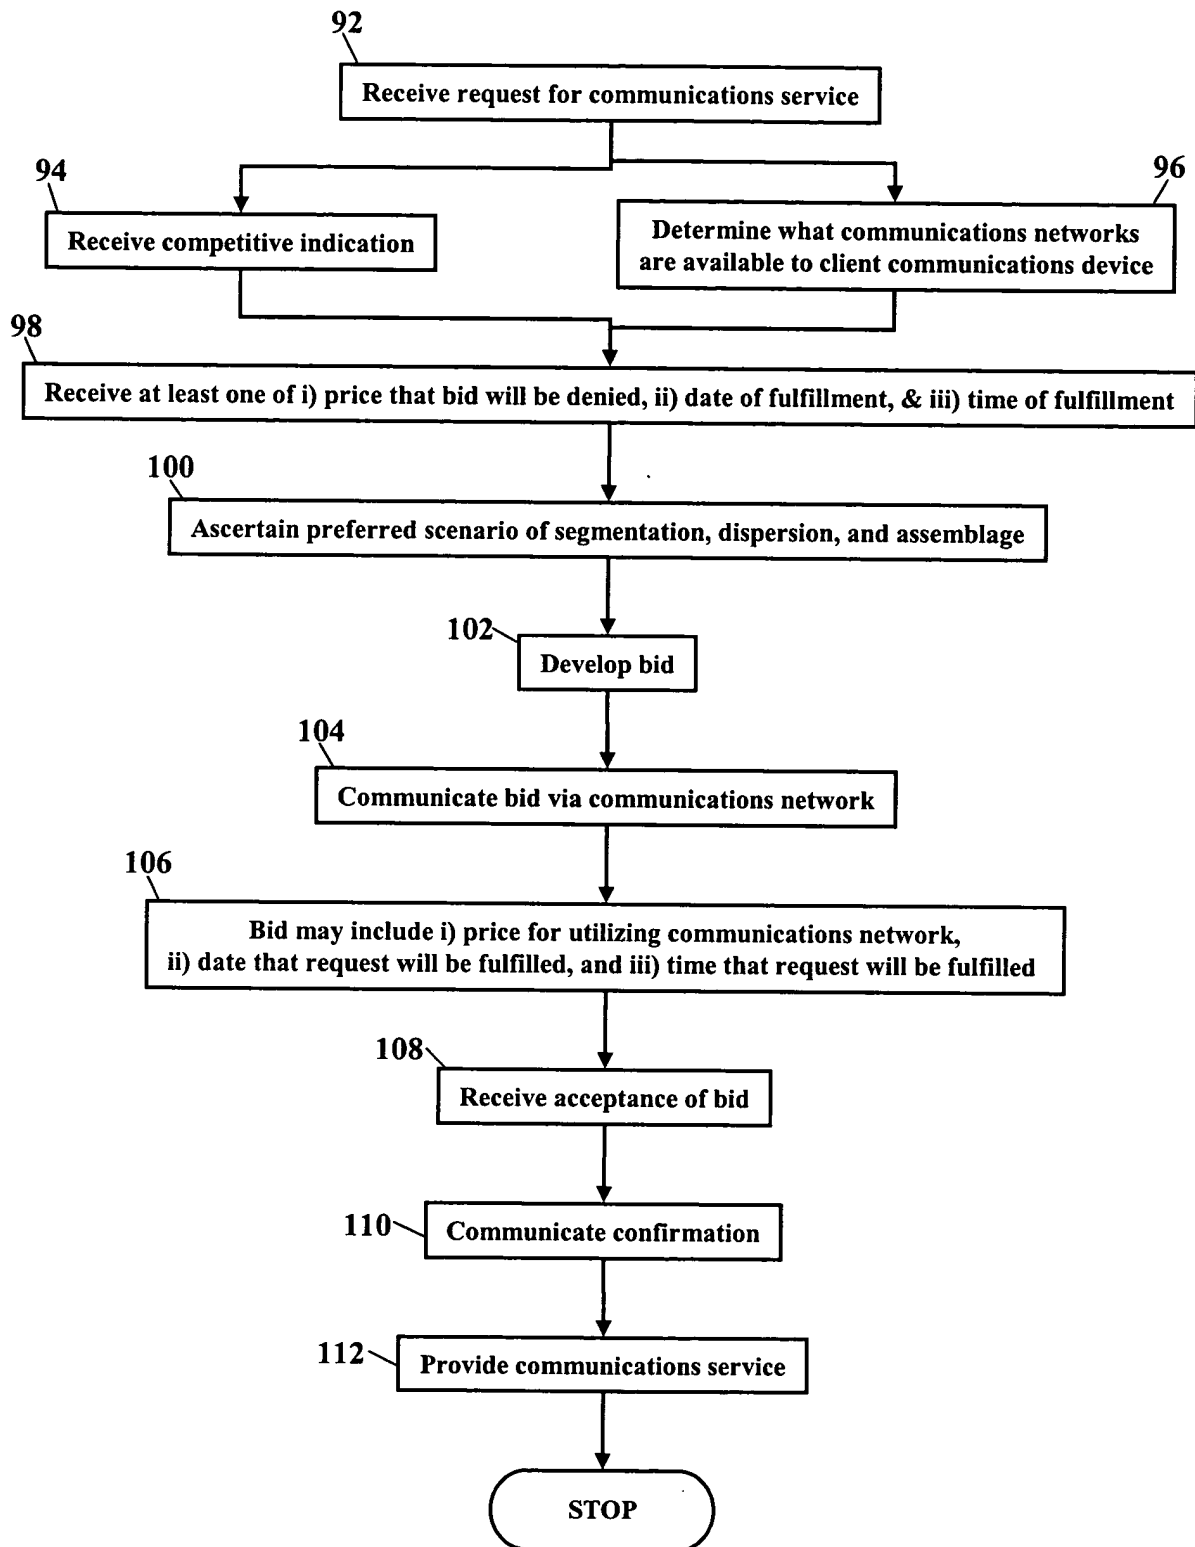 92
Receive request for communications service
94
Receive competitive indication
96
Determine what communications networks
are available to client communications device
98
Receive at least one of i) price that bid will be denied, ii) date of fulfillment, & iii) time of fulfillment
100
Ascertain preferred scenario of segmentation, dispersion, and assemblage
102
Develop bid
104
Communicate bid via communications network
106
Bid may include i) price for utilizing communications network,
ii) date that request will be fulfilled, and iii) time that request will be fulfilled
108
Receive acceptance of bid
110
Communicate confirmation
112
Provide communications service
STOP